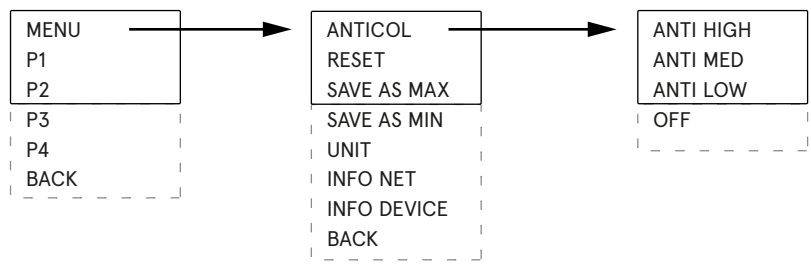 MENU
P1
P2
P3
P4
BACK
ANTICOL
RESET
SAVE AS MAX
SAVE AS MIN
UNIT
INFO NET
INFO DEVICE
BACK
ANTI HIGH
ANTI MED
ANTI LOW
OFF